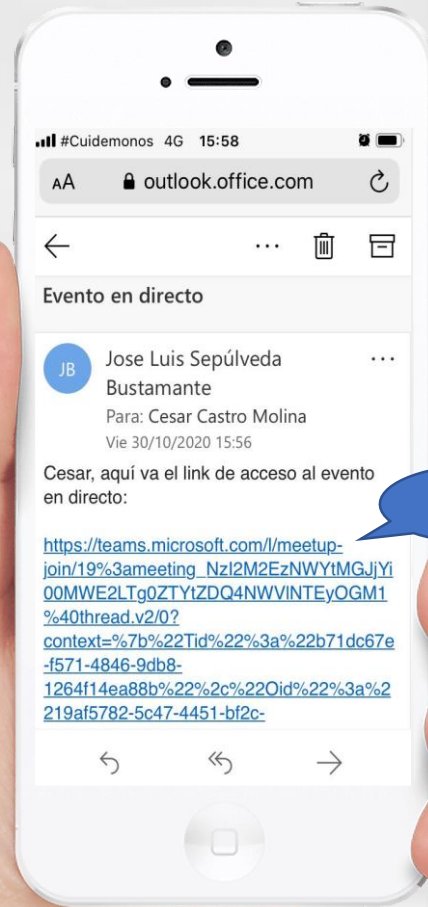 #Cuidemonos 4G 15:58
AA outlook.office.com
Evento en directo
JB
Jose Luis Sepúlveda
Bustamante
Para: Cesar Castro Molina
Vie 30/10/2020 15:56
Cesar, aquí va el link de acceso al evento
en directo:
https://teams.microsoft.com/l/meetup-
join/19%3ameeting_NzI2M2EzNWYtMGJjYi
00MWE2LTg0ZTYtZDQ4NWVlNTEyOGM1
%40thread.v2/0?
context=%7b%22Tid%22%3a%22b71dc67e
-f571-4846-9db8-
1264f14ea88b%22%2c%22Oid%22%3a%2
219af5782-5c47-4451-bf2c-